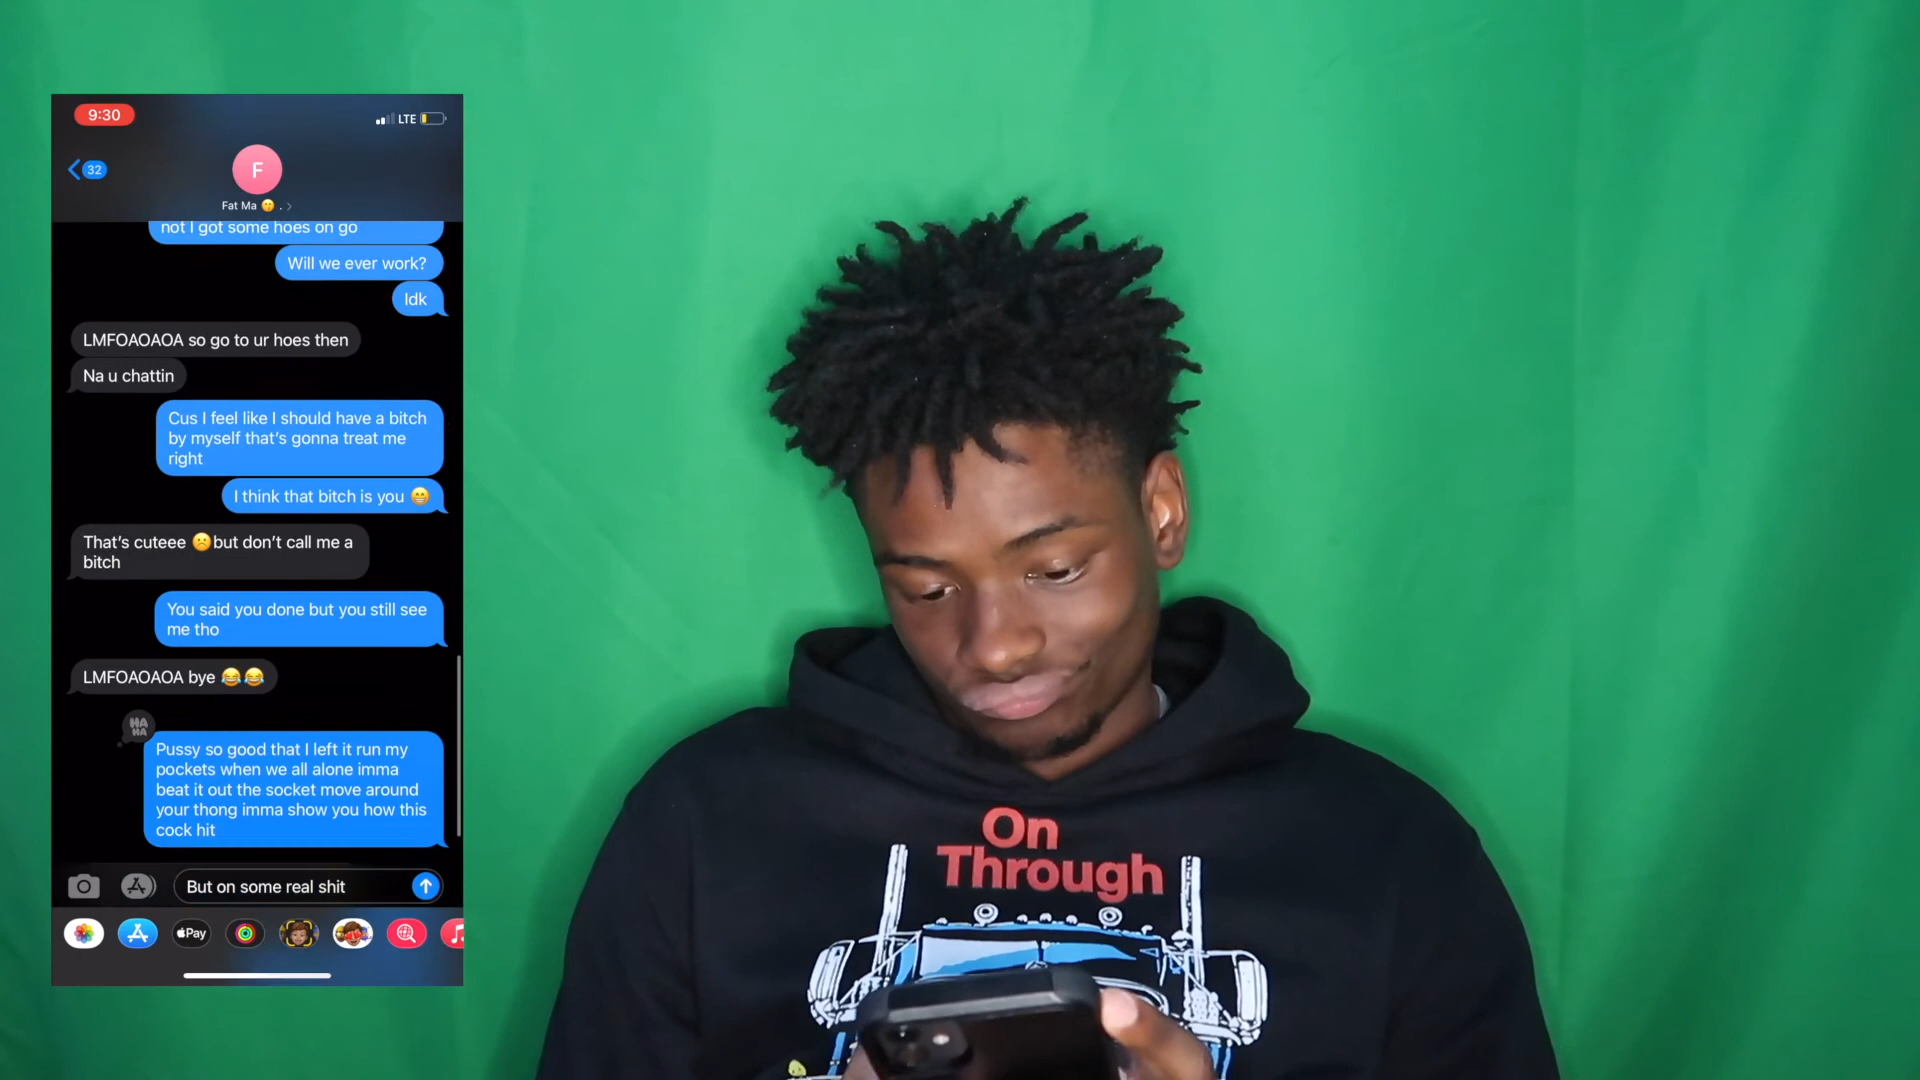 9:30
LTE
32
F
Fat Ma 🤭 .
not I got some hoes on go
Will we ever work?
Idk
LMFOAOAOA so go to ur hoes then
Na u chattin
Cus I feel like I should have a bitch
by myself that's gonna treat me
right
I think that bitch is you 😁
That's cuteee ☹️but don't call me a
bitch
You said you done but you still see
me tho
LMFOAOAOA bye 😂😂
HA
HA
Pussy so good that I left it run my
pockets when we all alone imma
beat it out the socket move around
your thong imma show you how this
cock hit
But on some real shit
Pay
On
Through